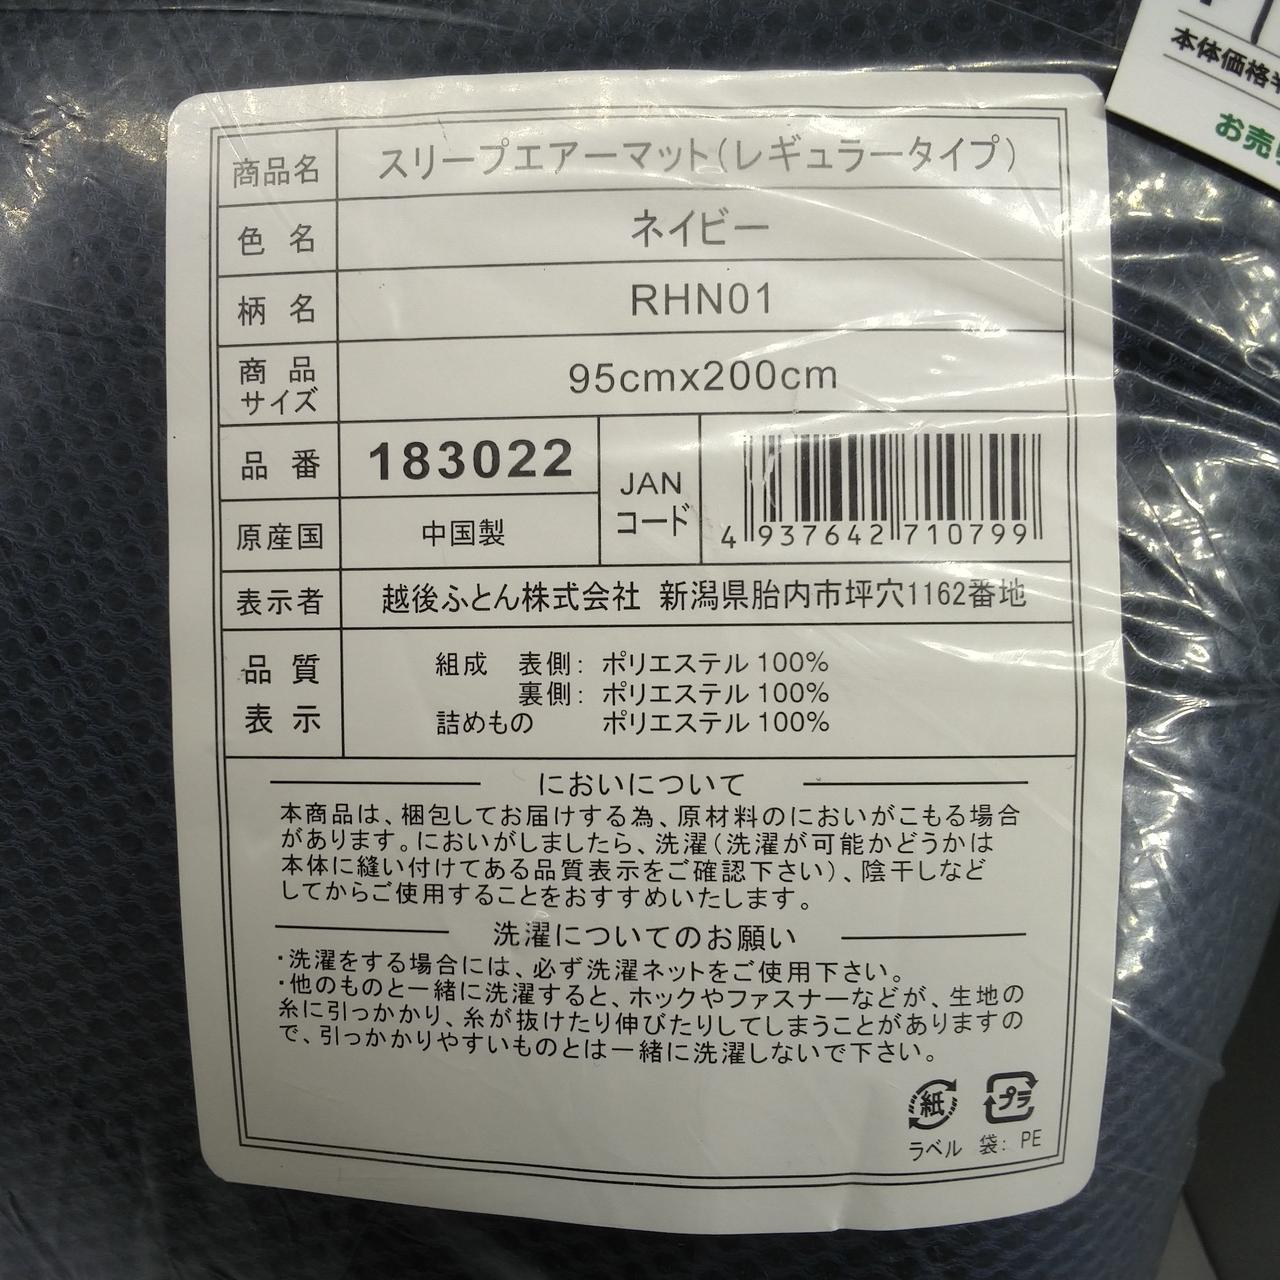 本体価格
お売
商品名 スリープエアーマット(レギュラータイプ)
色名 ネイビー
柄名 RHN01
商品サイズ 95cmx200cm
品番 183022
JANコード 4937642710799
原産国 中国製
表示者 越後ふとん株式会社 新潟県胎内市坪穴1162番地
品質表示
組成 表側: ポリエステル 100%
裏側: ポリエステル 100%
詰めもの ポリエステル 100%
においについて
本商品は、梱包してお届けする為、原材料のにおいがこもる場合
があります。においがしましたら、洗濯(洗濯が可能かどうかは
本体に縫い付けてある品質表示をご確認下さい)、陰干しなど
してからご使用することをおすすめいたします。
洗濯についてのお願い
・洗濯をする場合には、必ず洗濯ネットをご使用下さい。
・他のものと一緒に洗濯すると、ホックやファスナーなどが、生地の
糸に引っかかり、糸が抜けたり伸びたりしてしまうことがありますの
で、引っかかりやすいものとは一緒に洗濯しないで下さい。
紙 プラ
ラベル 袋: PE